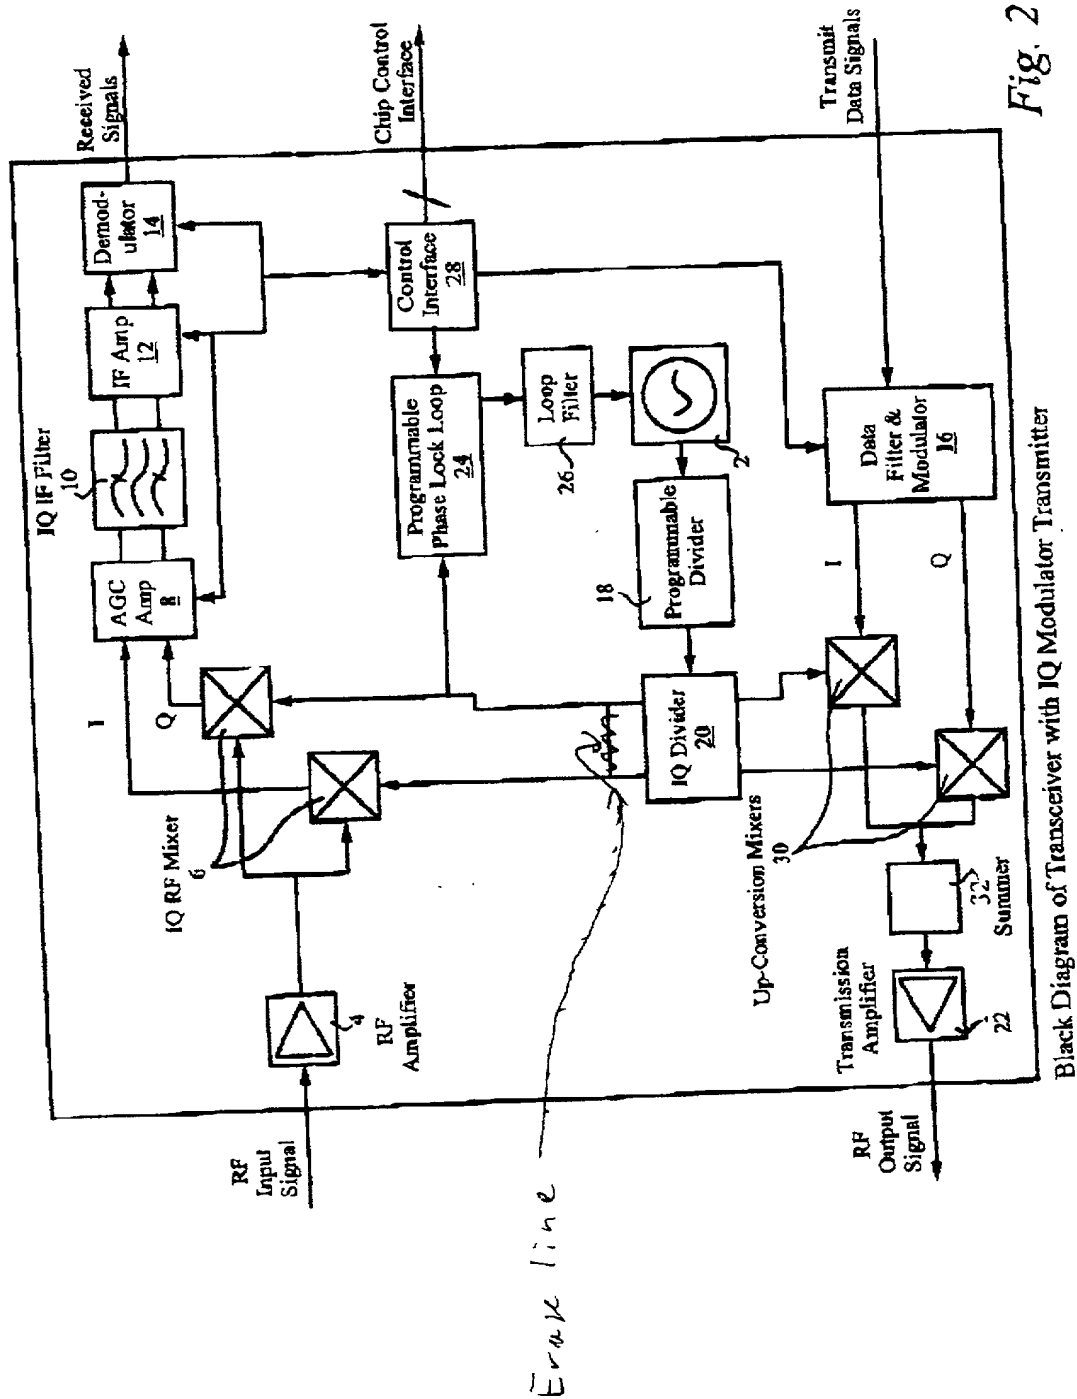 Received
Signals
Chip Control
Interface
Transmit
Data Signals
IQ IF Filter
10
AGC
Amp
8
IF Amp
12
Demod-
ulator
14
I
Q
IQ RF Mixer
6
Programmable
Phase Lock Loop
24
Control
Interface
28
Loop
Filter
26
2
18
Programmable
Divider
IQ Divider
20
RF
Input
Signal
4
RF
Amplifier
Erase line
Up-Conversion Mixers
30
I
Q
Data
Filter &
Modulator
16
Transmission
Amplifier
22
32
Summer
RF
Output
Signal
Black Diagram of Transceiver with IQ Modulator Transmitter
Fig. 2